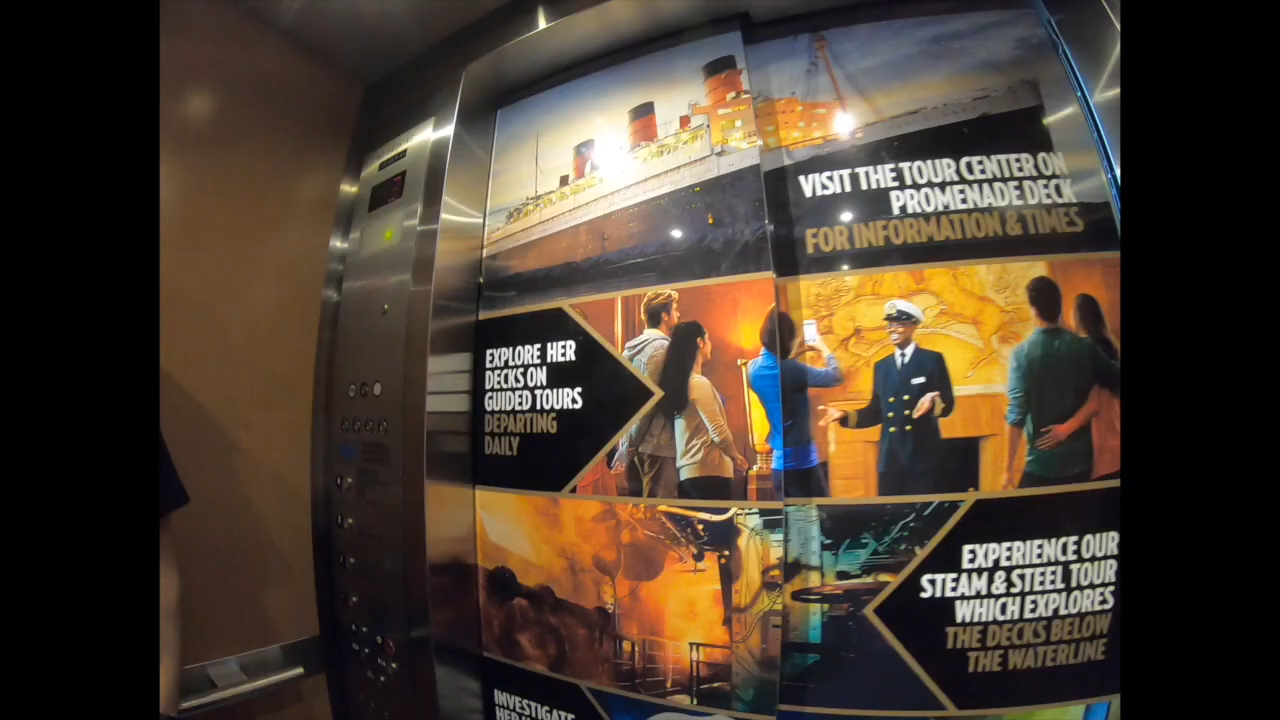 VISIT THE TOUR CENTER ON
PROMENADE DECK
FOR INFORMATION & TIMES
EXPLORE HER
DECKS ON
GUIDED TOURS
DEPARTING
DAILY
EXPERIENCE OUR
STEAM & STEEL TOUR
WHICH EXPLORES
THE DECKS BELOW
THE WATERLINE
INVESTIGATE
HER